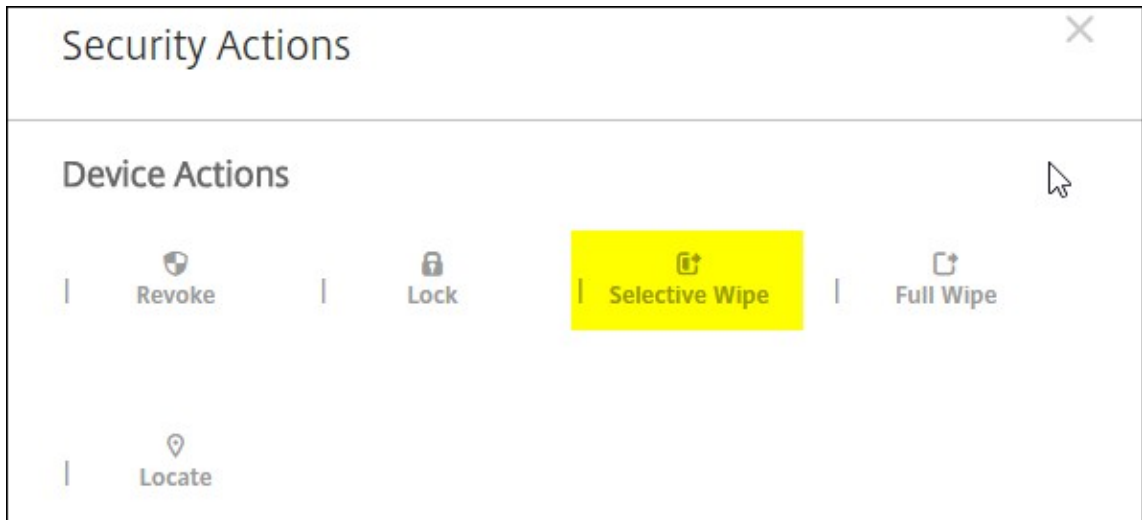 Security Actions
Device Actions
| Revoke | Lock | Selective Wipe | Full Wipe
| Locate